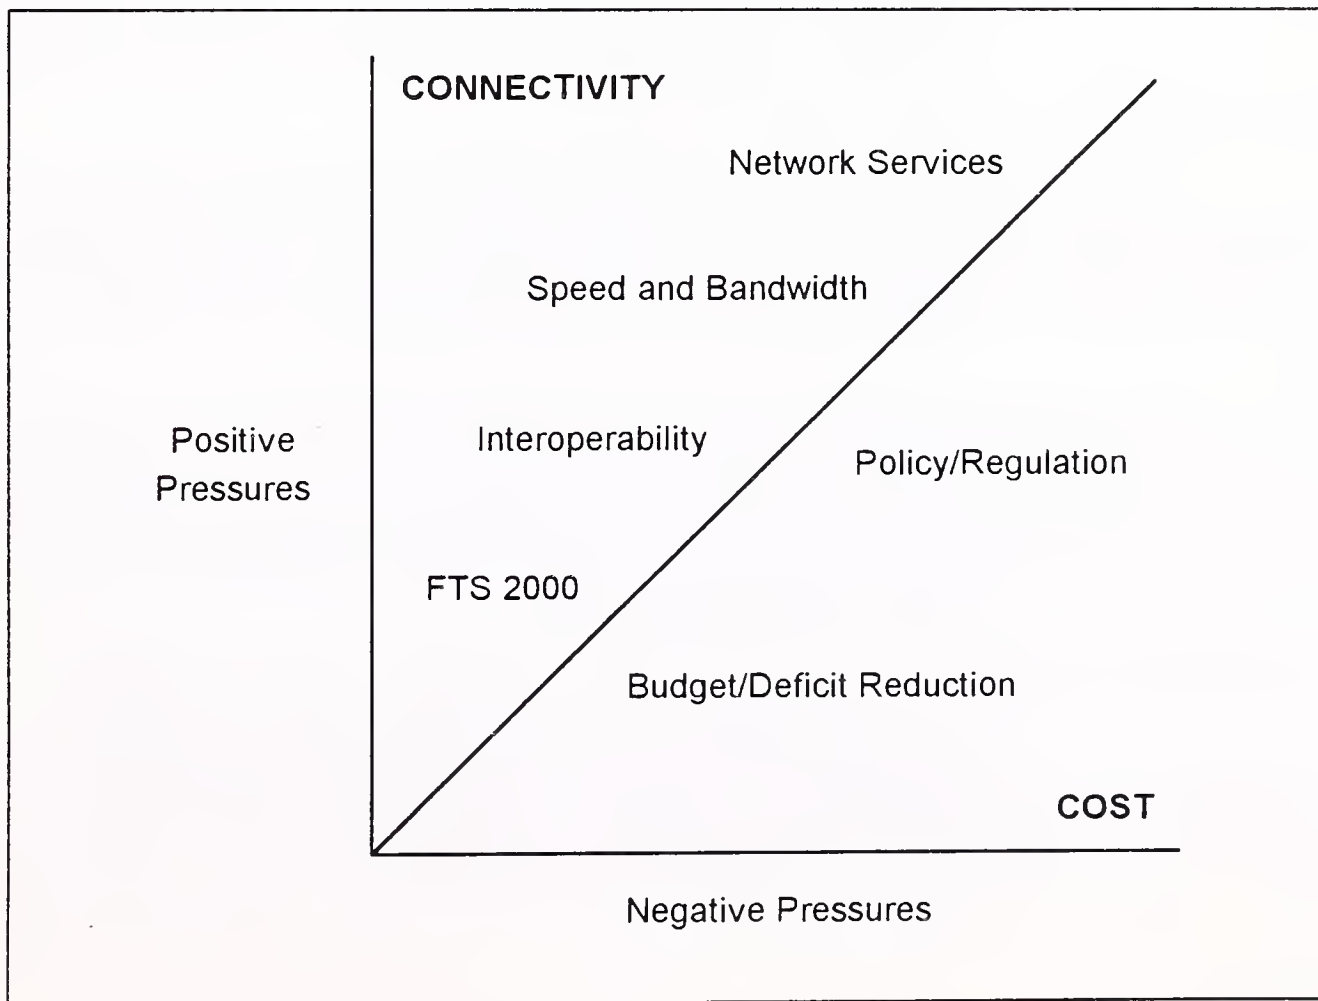 CONNECTIVITY
Network Services
Speed and Bandwidth
Positive
Pressures
Interoperability
Policy/Regulation
FTS 2000
Budget/Deficit Reduction
COST
Negative Pressures